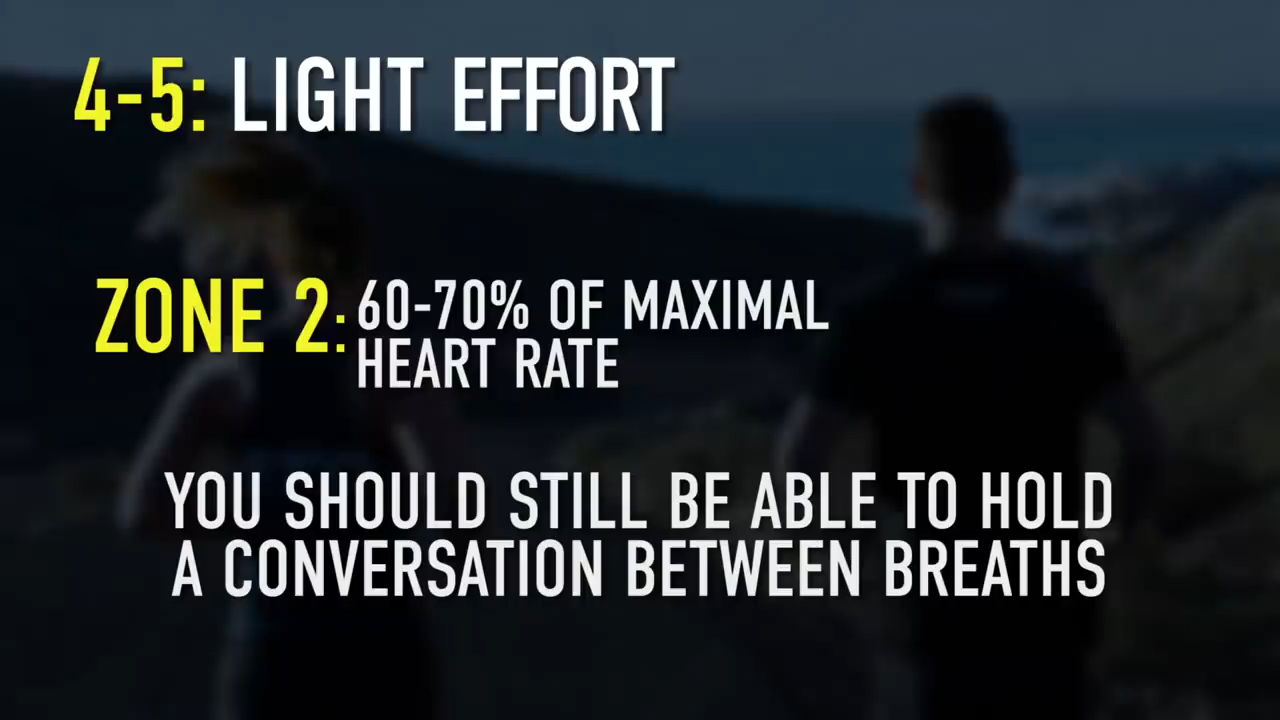 4-5: LIGHT EFFORT
ZONE 2: 60-70% OF MAXIMAL
HEART RATE
YOU SHOULD STILL BE ABLE TO HOLD
A CONVERSATION BETWEEN BREATHS